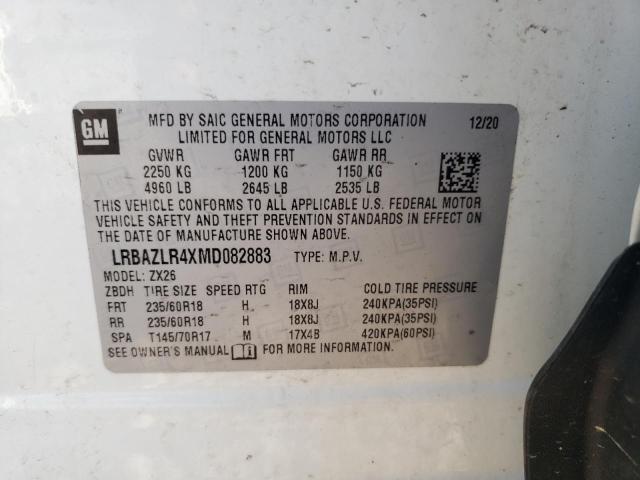 GM
MFD BY SAIC GENERAL MOTORS CORPORATION 12/20
LIMITED FOR GENERAL MOTORS LLC
GVWR GAWR FRT GAWR RR
2250 KG 1200 KG 1150 KG
4960 LB 2645 LB 2535 LB
THIS VEHICLE CONFORMS TO ALL APPLICABLE U.S. FEDERAL MOTOR
VEHICLE SAFETY AND THEFT PREVENTION STANDARDS IN EFFECT ON
THE DATE OF MANUFACTURE SHOWN ABOVE.
LRBAZLR4XMD082883 TYPE: M.P.V.
MODEL: ZX26
ZBDH TIRE SIZE SPEED RTG RIM COLD TIRE PRESSURE
FRT 235/60R18 H 18X8J 240KPA(35PSI)
RR 235/60R18 H 18X8J 240KPA(35PSI)
SPA T145/70R17 M 17X4B 420KPA(60PSI)
SEE OWNER'S MANUAL FOR MORE INFORMATION.